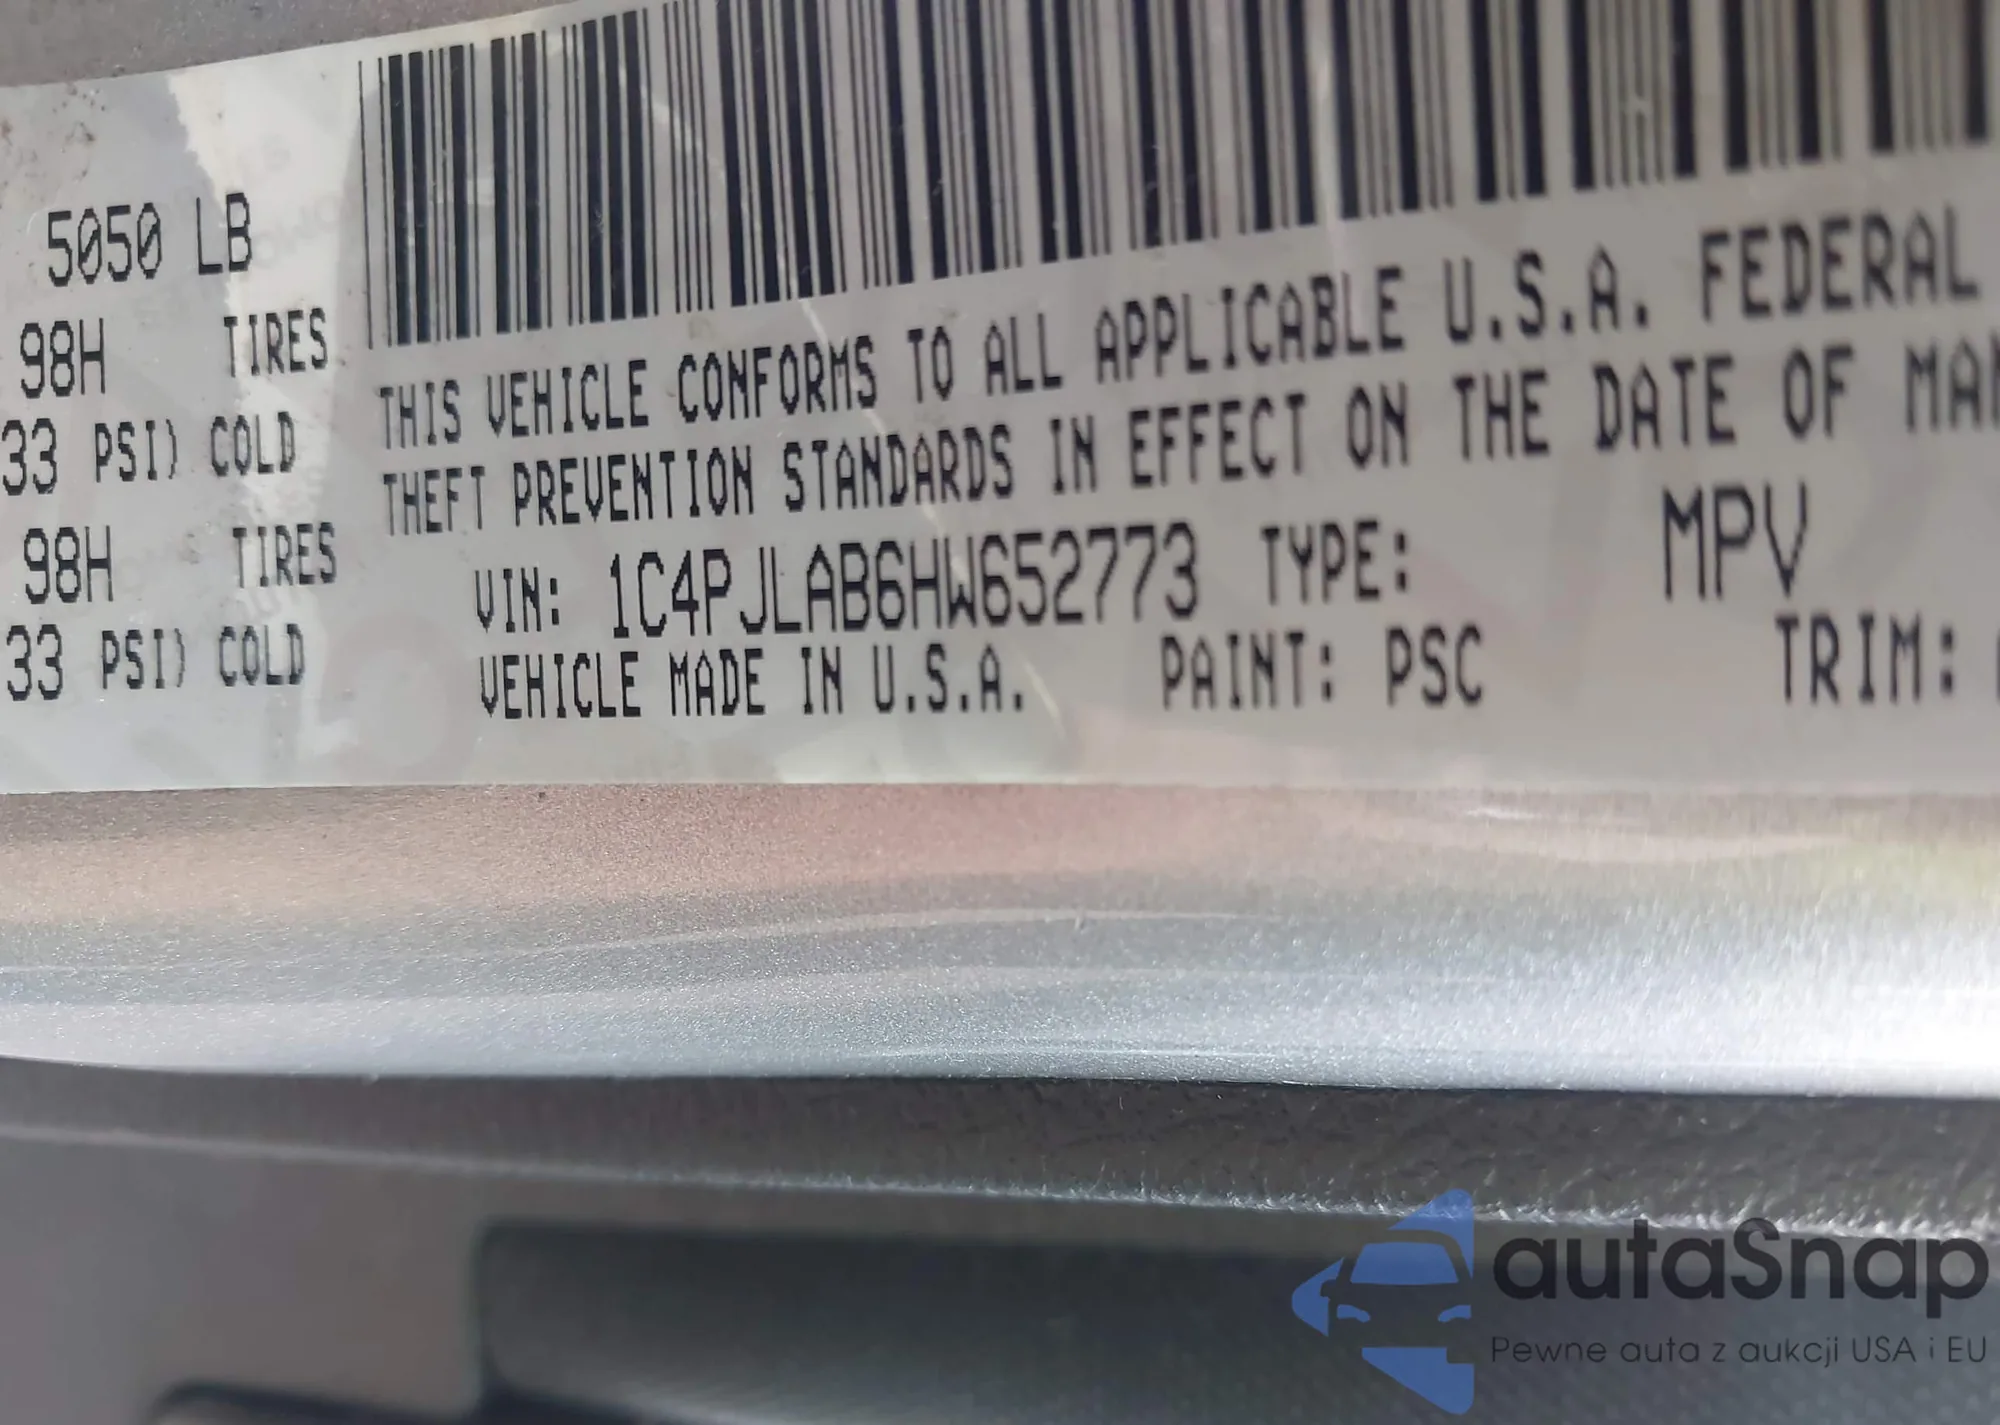 5050 LB
98H TIRES
33 PSI) COLD
98H TIRES
33 PSI) COLD
THIS VEHICLE CONFORMS TO ALL APPLICABLE U.S.A. FEDERAL
THEFT PREVENTION STANDARDS IN EFFECT ON THE DATE OF MAN
VIN: 1C4PJLAB6HW652773 TYPE: MPV
VEHICLE MADE IN U.S.A. PAINT: PSC TRIM:
autaSnap
Pewne auta z aukcji USA i EU